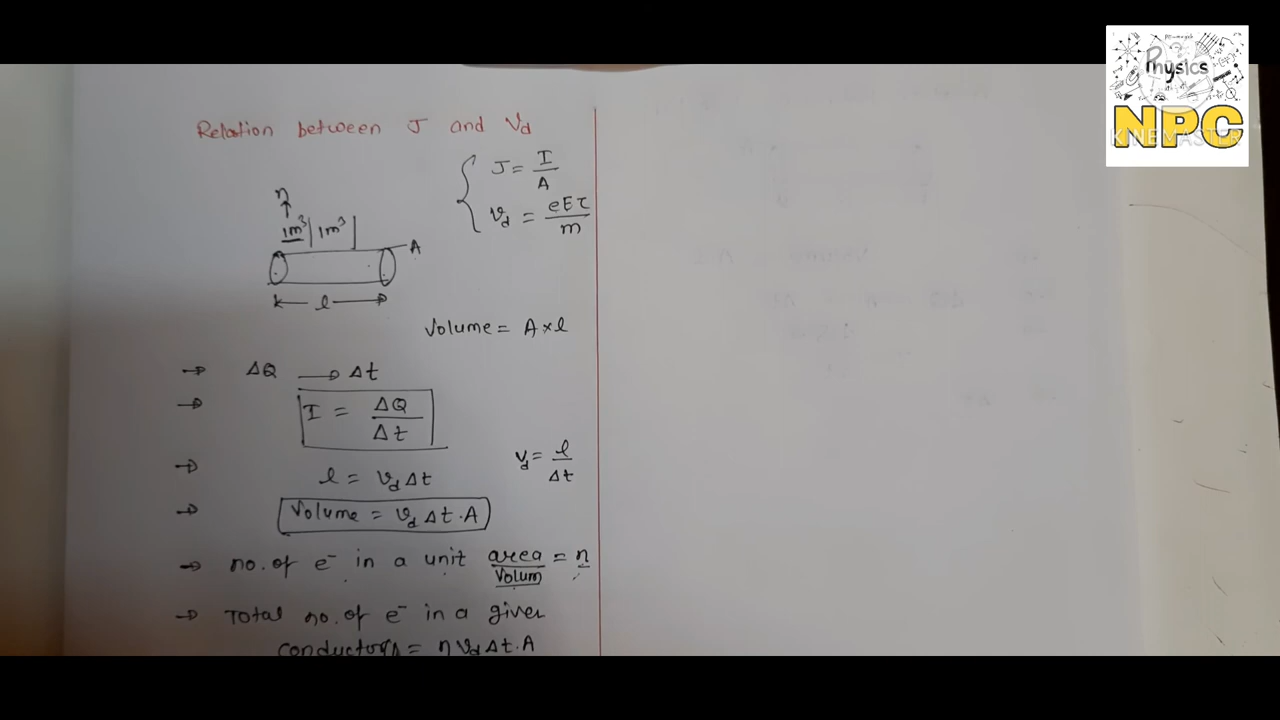 Physics
NPC
KINEMASTER
Relation between J and Vd
J = I/A
vd = eEτ/m
n
↑
1m³ | 1m³ |
A
l
Volume = A × l
→ ΔQ → Δt
→ I = ΔQ/Δt
→ l = vd Δt
vd = l/Δt
→ Volume = vd Δt · A
→ no. of e⁻ in a unit area = n
Volum
→ Total no. of e⁻ in a given
conductor = n vd Δt · A